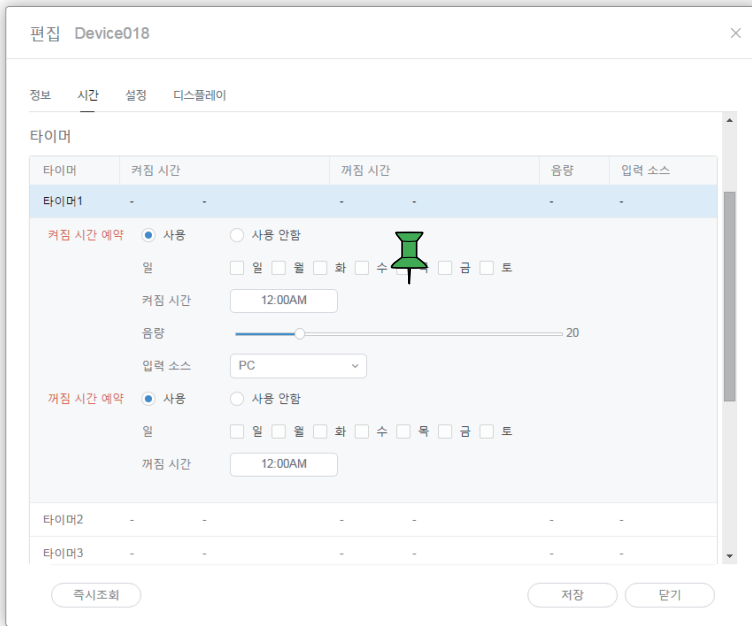 편집 Device018
정보 시간 설정 디스플레이
타이머
타이머 켜짐 시간 꺼짐 시간 음량 입력 소스
타이머1 - - - - - -
켜짐 시간 예약 사용 사용 안함
일 일 월 화 수 금 토
켜짐 시간 12:00AM
음량 20
입력 소스 PC
꺼짐 시간 예약 사용 사용 안함
일 일 월 화 수 목 금 토
꺼짐 시간 12:00AM
타이머2 - - - - - -
타이머3 - - - - - -
즉시조회 저장 닫기